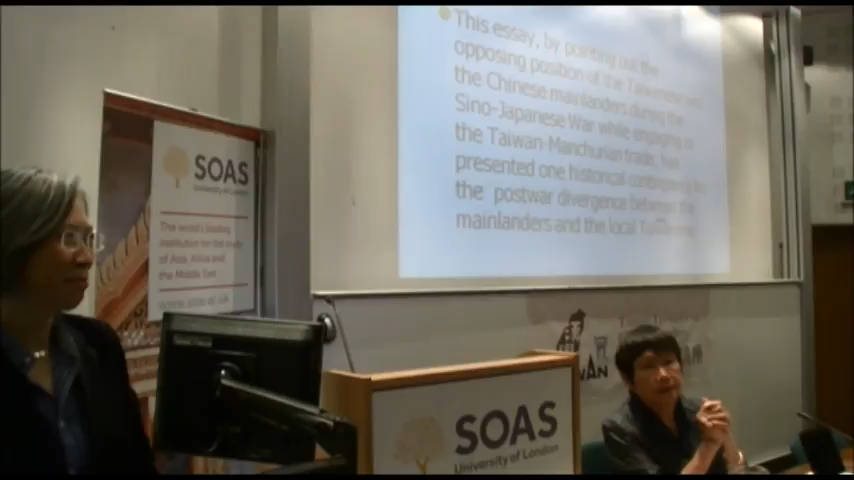 This essay, by pointing out the
opposing position of the Taiwanese and
the Chinese mainlanders during the
Sino-Japanese War while engaging in
the Taiwan-Manchurian trade, has
presented one historical
the postwar divergence between the
mainlanders and the local
SOAS
University of London
The world's leading
institution for the study
of Asia, Africa and
the Middle East
SOAS
University of London